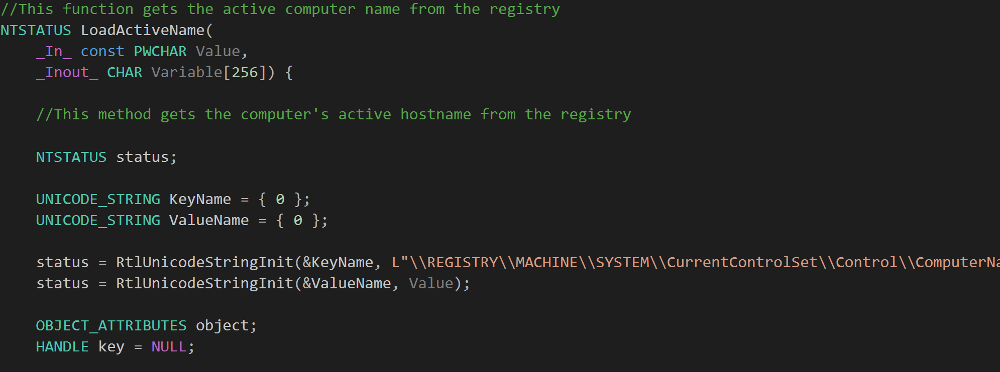 //This function gets the active computer name from the registry
NTSTATUS LoadActiveName(
    _In_ const PWCHAR Value,
    _Inout_ CHAR Variable[256]) {
    //This method gets the computer's active hostname from the registry
    NTSTATUS status;
    UNICODE_STRING KeyName = { 0 };
    UNICODE_STRING ValueName = { 0 };
    status = RtlUnicodeStringInit(&KeyName, L"\\REGISTRY\\MACHINE\\SYSTEM\\CurrentControlSet\\Control\\ComputerNa
    status = RtlUnicodeStringInit(&ValueName, Value);
    OBJECT_ATTRIBUTES object;
    HANDLE key = NULL;